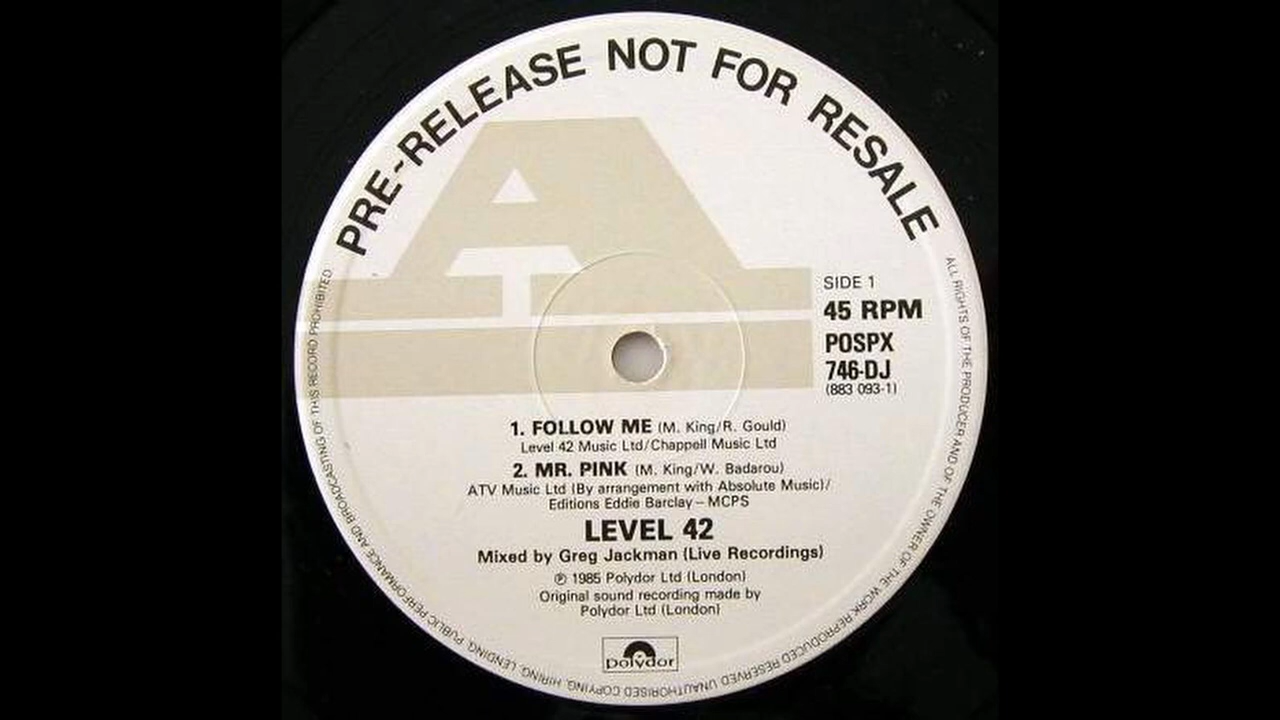 PRE-RELEASE NOT FOR RESALE
A
SIDE 1
45 RPM
POSPX
746-DJ
(883 093-1)
1. FOLLOW ME (M. King/R. Gould)
Level 42 Music Ltd/Chappell Music Ltd
2. MR. PINK (M. King/W. Badarou)
ATV Music Ltd (By arrangement with Absolute Music)/
Editions Eddie Barclay – MCPS
LEVEL 42
Mixed by Greg Jackman (Live Recordings)
℗ 1985 Polydor Ltd (London)
Original sound recording made by
Polydor Ltd (London)
polydor
ALL RIGHTS OF THE PRODUCER AND OF THE OWNER OF THE WORK REPRODUCED RESERVED. UNAUTHORISED COPYING, HIRING, LENDING, PUBLIC PERFORMANCE AND BROADCASTING OF THIS RECORD PROHIBITED